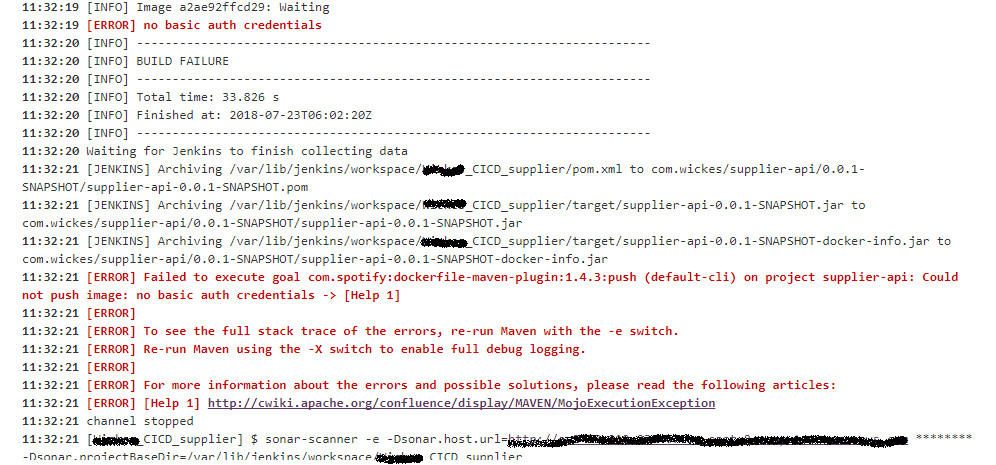 11:32:19 [INFO] Image a2ae92ffcd29: Waiting
11:32:19 [ERROR] no basic auth credentials
11:32:20 [INFO] ------------------------------------------------------------------------
11:32:20 [INFO] BUILD FAILURE
11:32:20 [INFO] ------------------------------------------------------------------------
11:32:20 [INFO] Total time: 33.826 s
11:32:20 [INFO] Finished at: 2018-07-23T06:02:20Z
11:32:20 [INFO] ------------------------------------------------------------------------
11:32:20 Waiting for Jenkins to finish collecting data
11:32:21 [JENKINS] Archiving /var/lib/jenkins/workspace/_CICD_supplier/pom.xml to com.wickes/supplier-api/0.0.1-
SNAPSHOT/supplier-api-0.0.1-SNAPSHOT.pom
11:32:21 [JENKINS] Archiving /var/lib/jenkins/workspace/_CICD_supplier/target/supplier-api-0.0.1-SNAPSHOT.jar to
com.wickes/supplier-api/0.0.1-SNAPSHOT/supplier-api-0.0.1-SNAPSHOT.jar
11:32:21 [JENKINS] Archiving /var/lib/jenkins/workspace/_CICD_supplier/target/supplier-api-0.0.1-SNAPSHOT-docker-info.jar to
com.wickes/supplier-api/0.0.1-SNAPSHOT/supplier-api-0.0.1-SNAPSHOT-docker-info.jar
11:32:21 [ERROR] Failed to execute goal com.spotify:dockerfile-maven-plugin:1.4.3:push (default-cli) on project supplier-api: Could
not push image: no basic auth credentials -> [Help 1]
11:32:21 [ERROR]
11:32:21 [ERROR] To see the full stack trace of the errors, re-run Maven with the -e switch.
11:32:21 [ERROR] Re-run Maven using the -X switch to enable full debug logging.
11:32:21 [ERROR]
11:32:21 [ERROR] For more information about the errors and possible solutions, please read the following articles:
11:32:21 [ERROR] [Help 1] http://cwiki.apache.org/confluence/display/MAVEN/MojoExecutionException
11:32:21 channel stopped
11:32:21 [_CICD_supplier] $ sonar-scanner -e -Dsonar.host.url= ********
-Dsonar.projectBaseDir=/var/lib/jenkins/workspace/_CICD_supplier